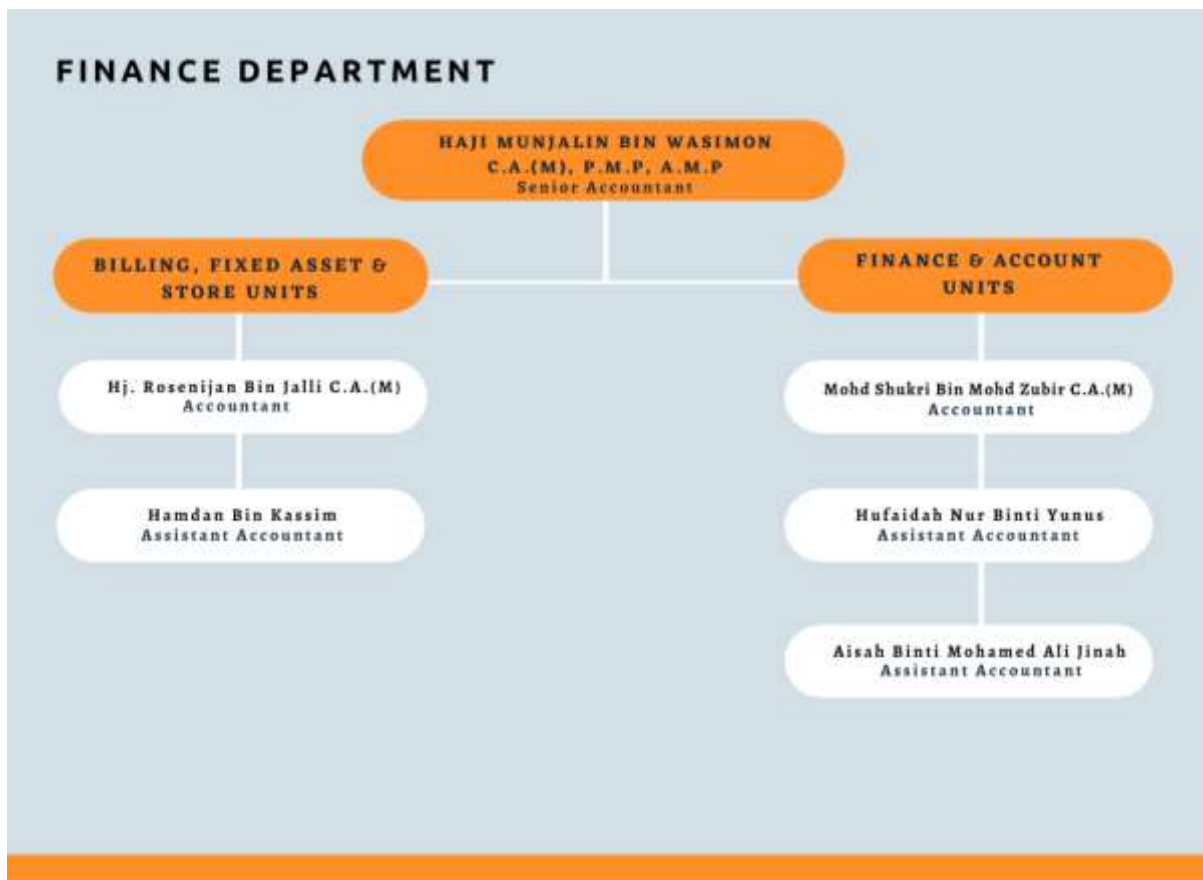 FINANCE DEPARTMENT
HAJI MUNJALIN BIN WASIMON
C.A.(M), P.M.P, A.M.P
Senior Accountant
BILLING, FIXED ASSET &
STORE UNITS
Hj. Rosenijan Bin Jalli C.A.(M)
Accountant
Hamdan Bin Kassim
Assistant Accountant
FINANCE & ACCOUNT
UNITS
Mohd Shukri Bin Mohd Zubir C.A.(M)
Accountant
Hufaidah Nur Binti Yunus
Assistant Accountant
Aisah Binti Mohamed Ali Jinah
Assistant Accountant